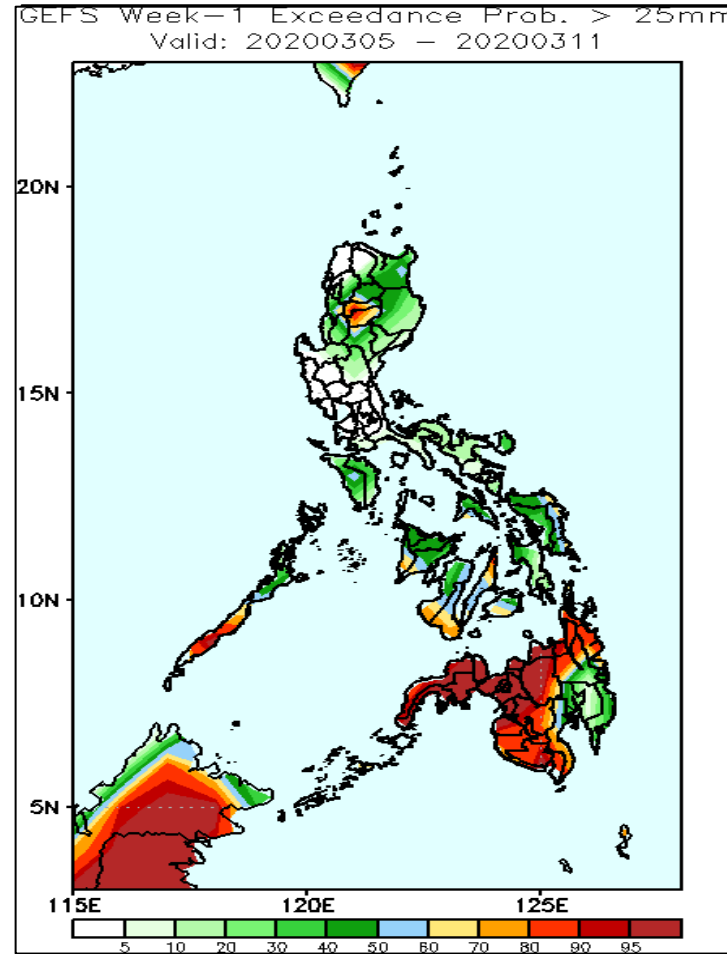 GEFS Week-1 Exceedance Prob. > 25mm
Valid: 20200305 - 20200311
20N
15N
10N
5N
115E 120E 125E
5 10 20 30 40 50 60 70 80 90 95